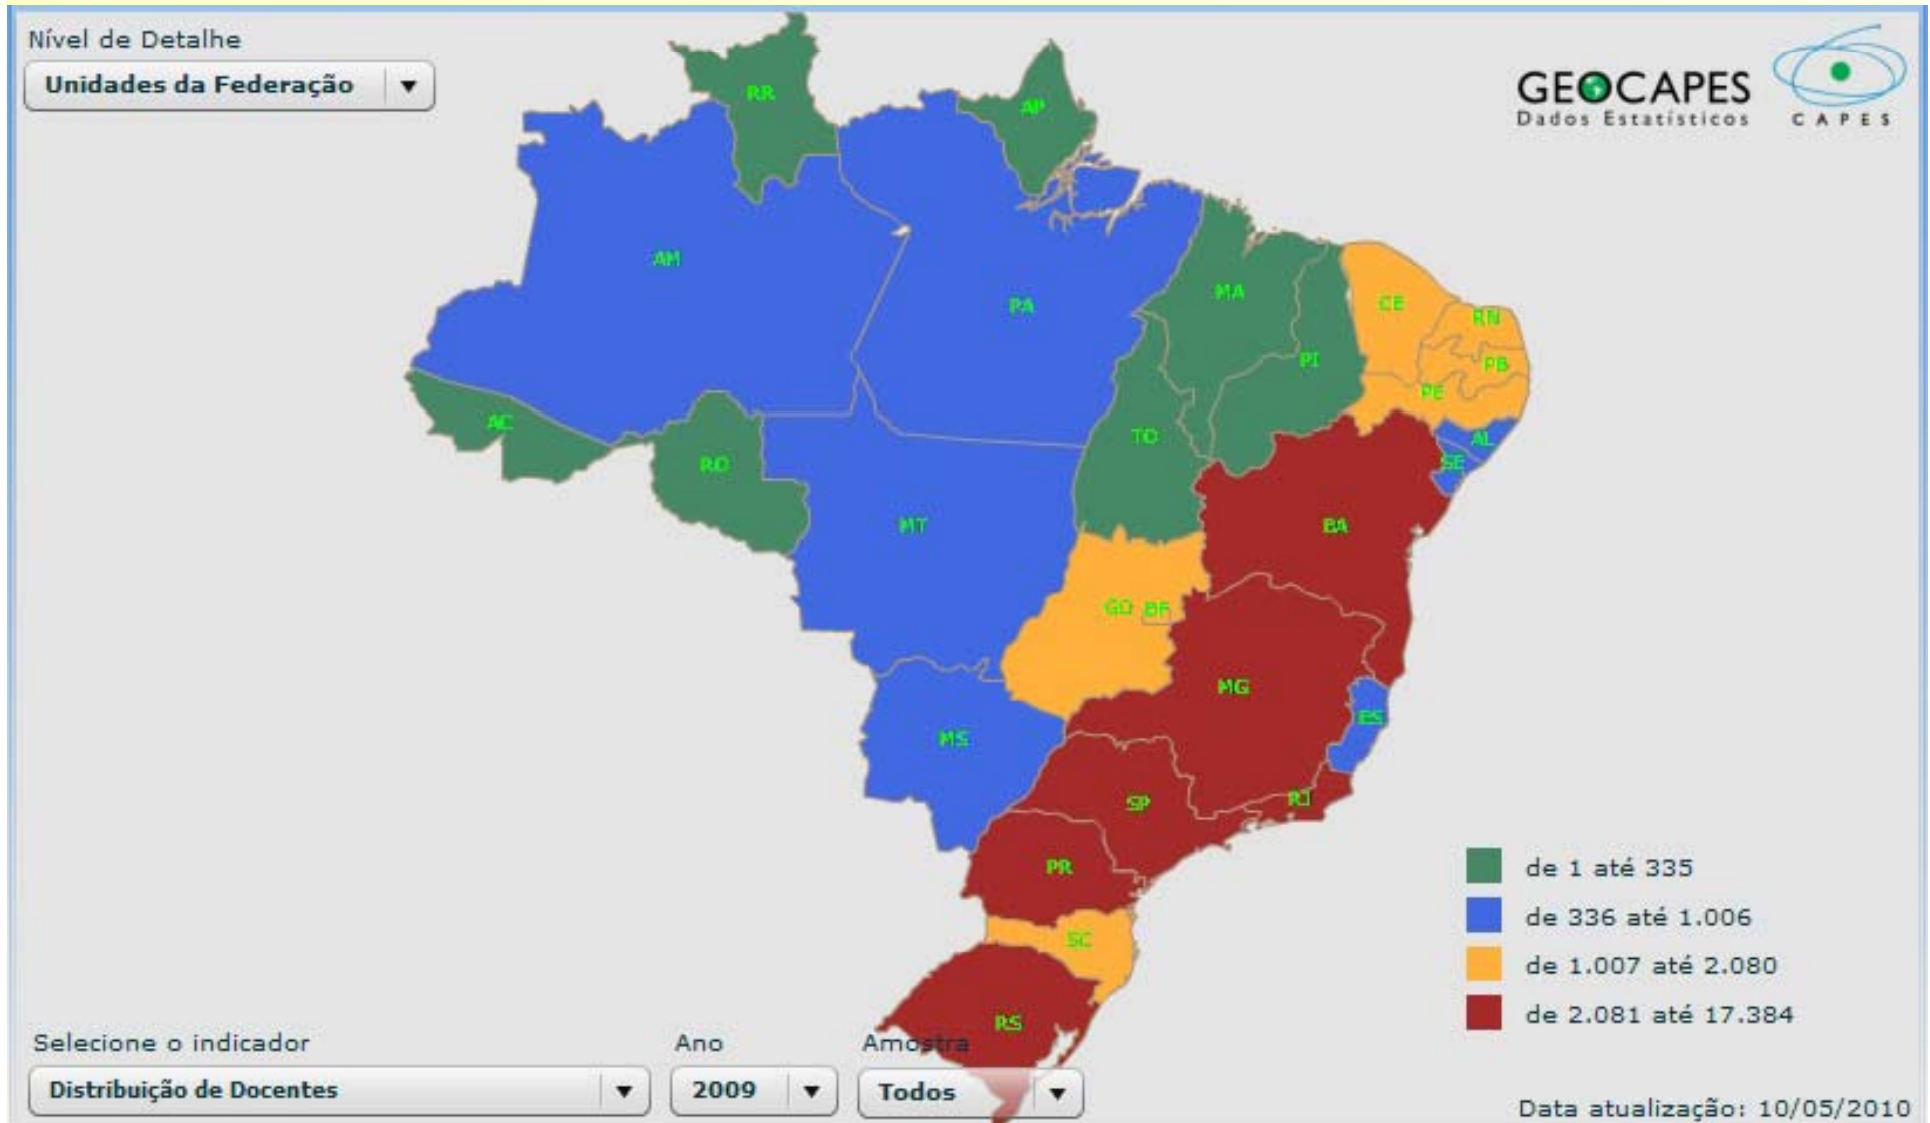 Nível de Detalhe
Unidades da Federação
GEOCAPES
Dados Estatísticos
CAPES
RR
AP
AM
PA
MA
CE
RN
PI
PB
PE
AC
TO
AL
RO
SE
MT
BA
GO
DF
MG
ES
MS
SP
RJ
PR
SC
RS
de 1 até 335
de 336 até 1.006
de 1.007 até 2.080
de 2.081 até 17.384
Selecione o indicador
Ano
Amostra
Distribuição de Docentes
2009
Todos
Data atualização: 10/05/2010